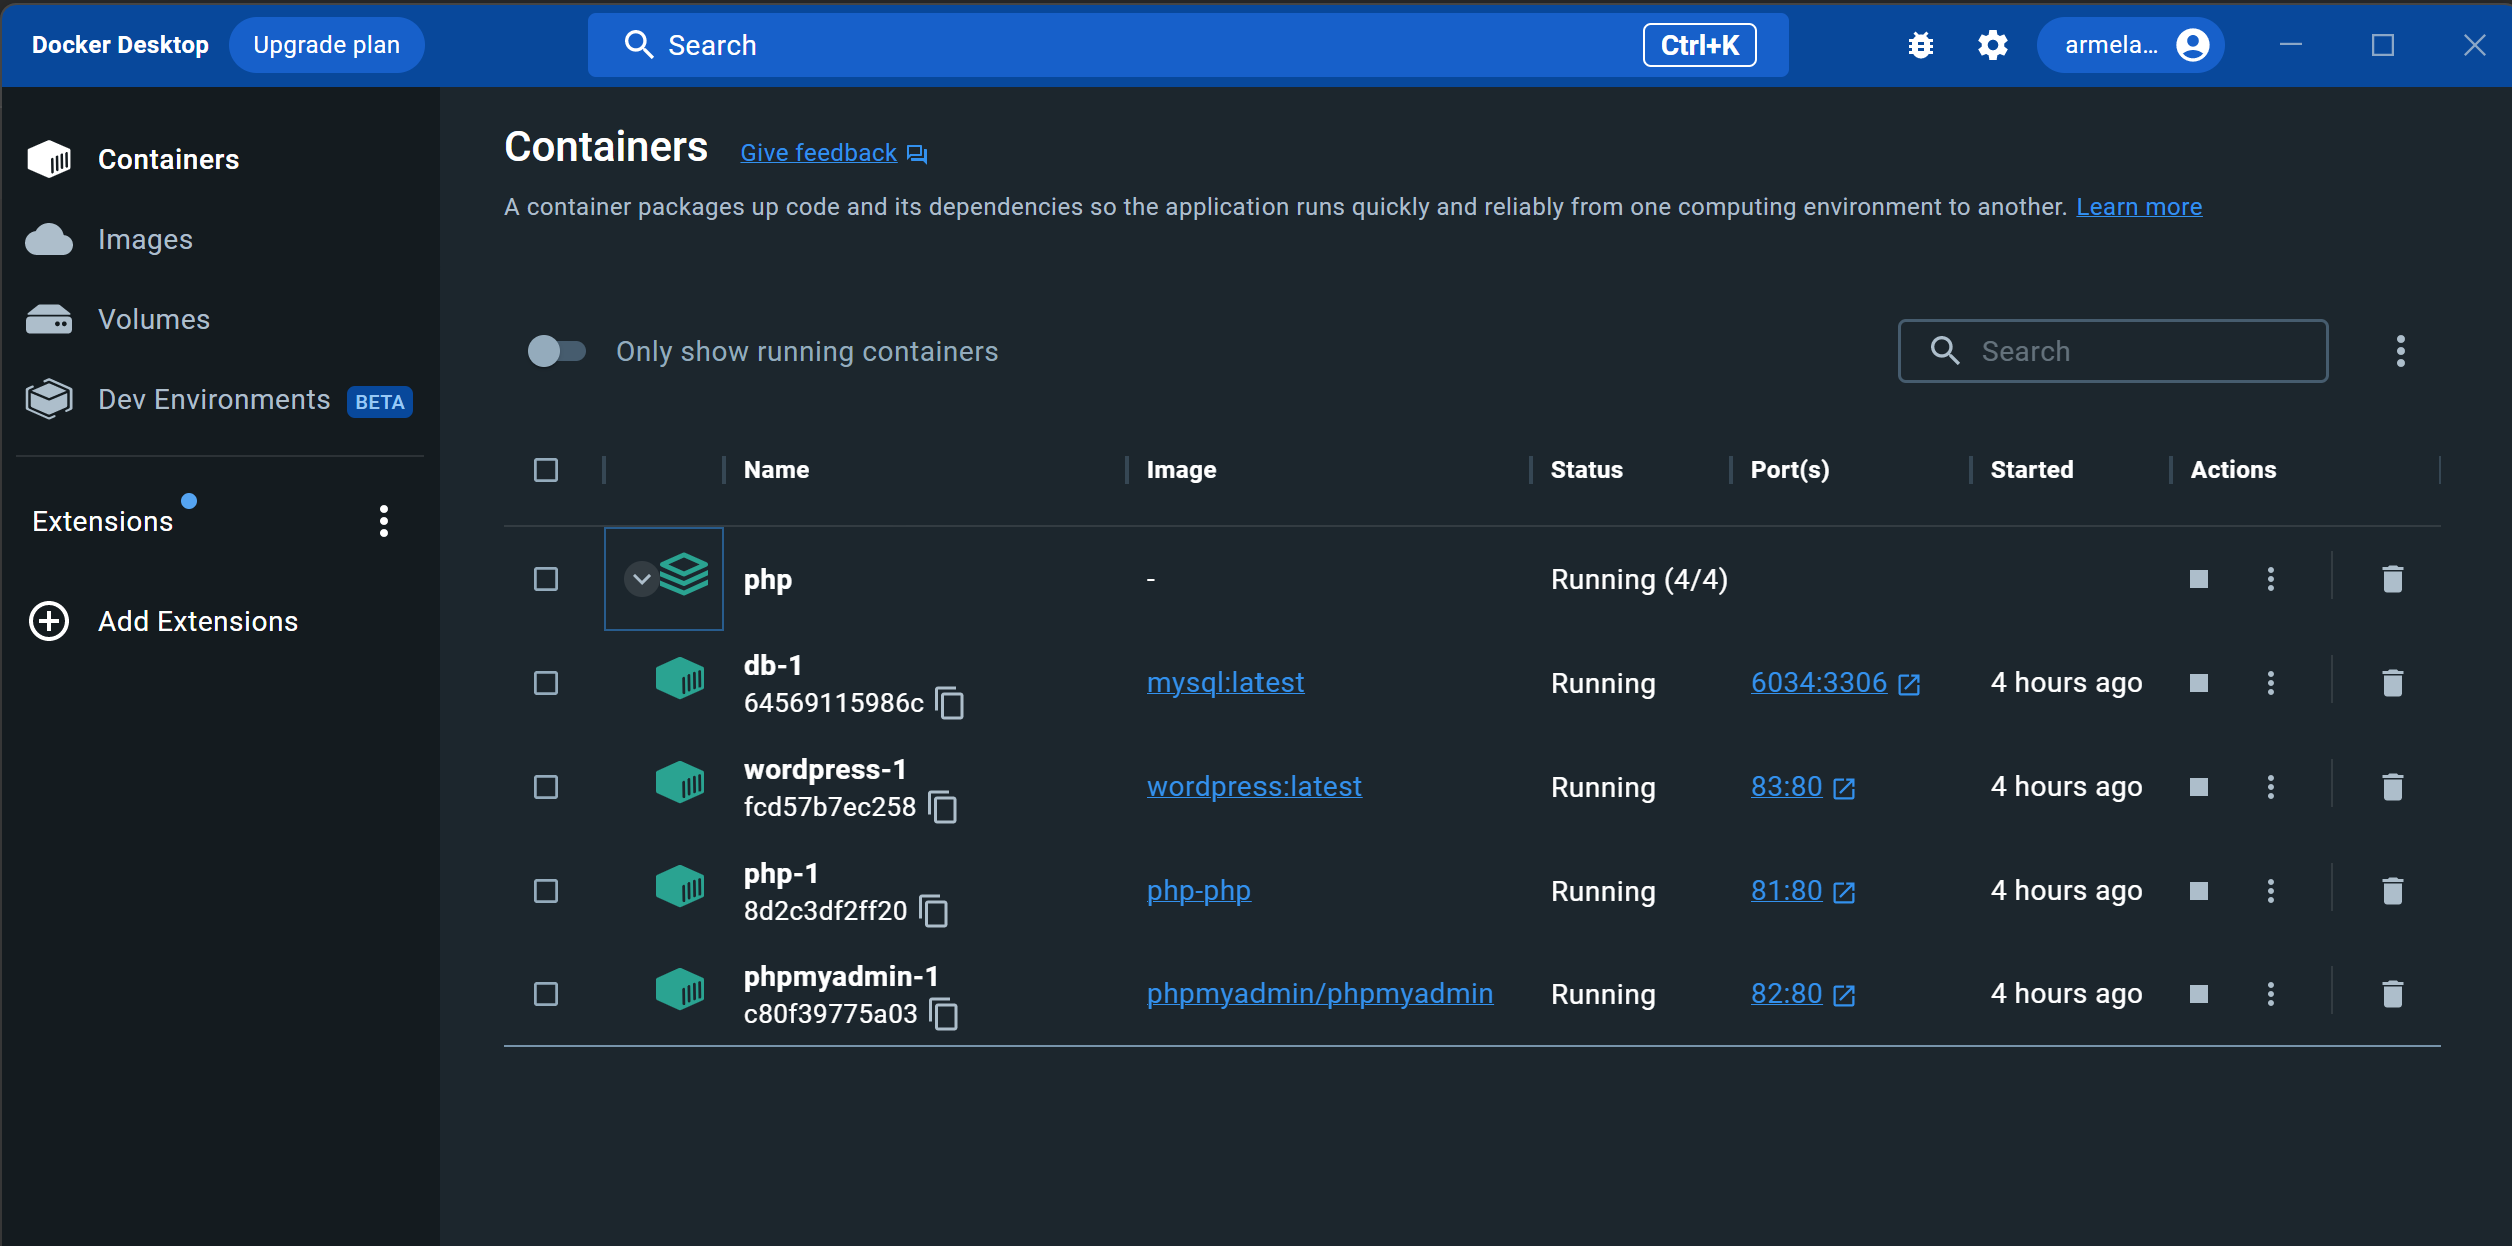 Docker Desktop Upgrade plan Search Ctrl+K armela...
Containers
Images
Volumes
Dev Environments BETA
Extensions
Add Extensions
Containers Give feedback
A container packages up code and its dependencies so the application runs quickly and reliably from one computing environment to another. Learn more
Only show running containers Search
Name Image Status Port(s) Started Actions
php - Running (4/4)
db-1
64569115986c mysql:latest Running 6034:3306 4 hours ago
wordpress-1
fcd57b7ec258 wordpress:latest Running 83:80 4 hours ago
php-1
8d2c3df2ff20 php-php Running 81:80 4 hours ago
phpmyadmin-1
c80f39775a03 phpmyadmin/phpmyadmin Running 82:80 4 hours ago